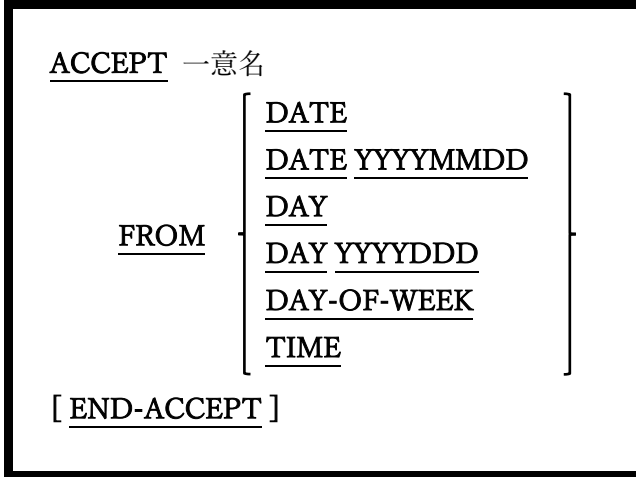 ACCEPT 一意名
DATE
DATE YYYYMMDD
DAY
FROM
DAY YYYYDDD
DAY-OF-WEEK
TIME
[ END-ACCEPT ]